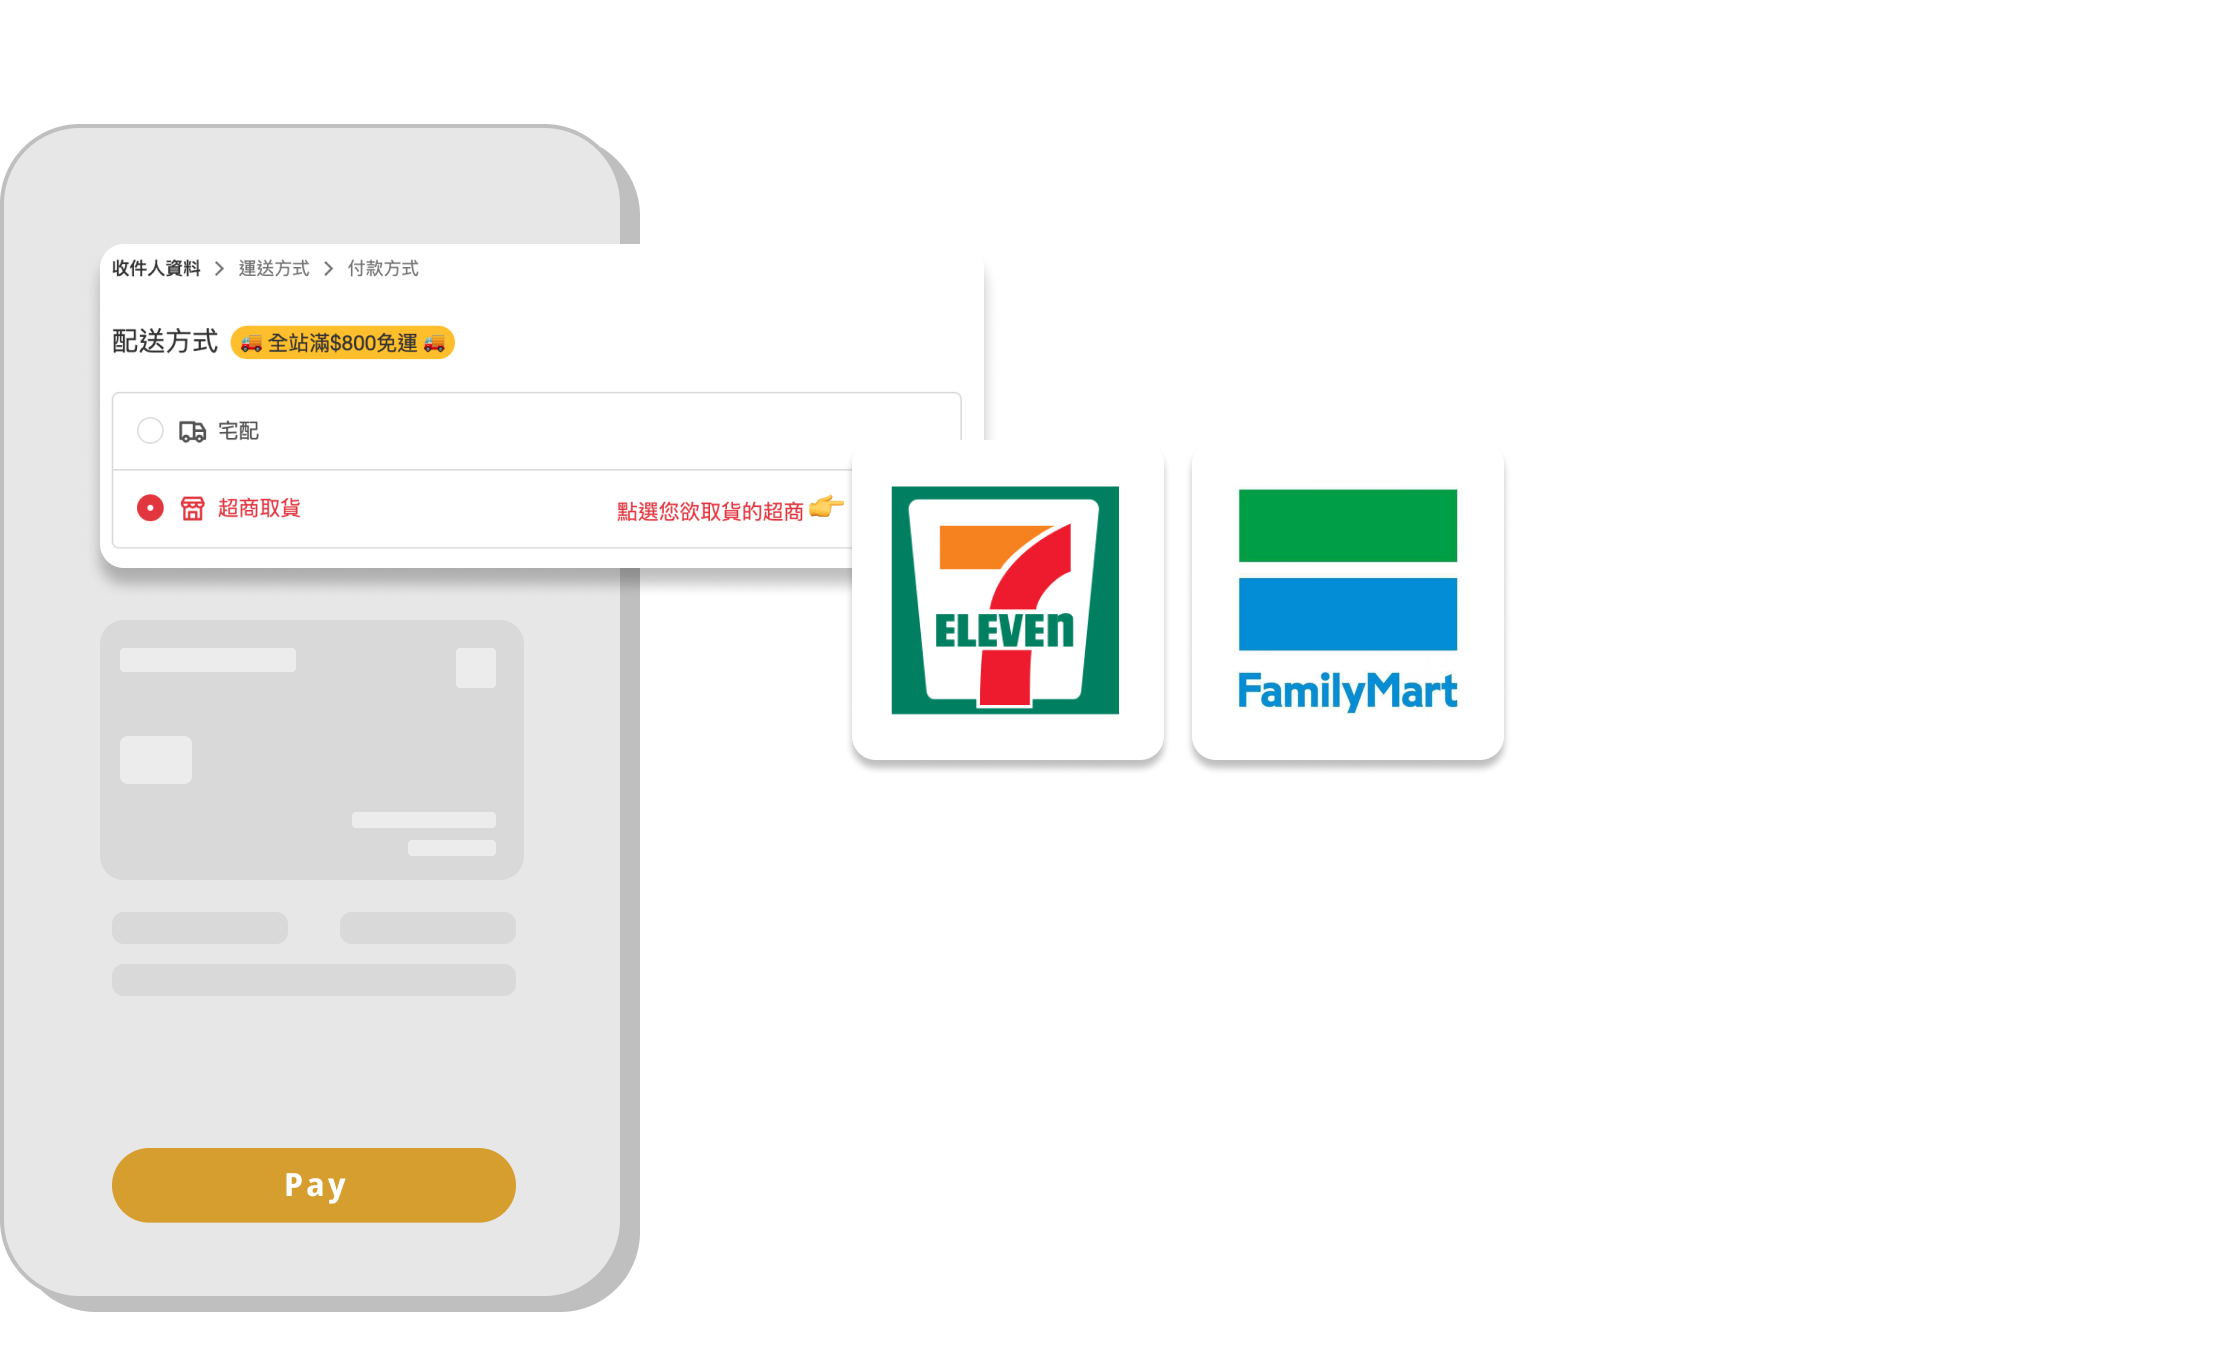 收件人資料 > 運送方式 > 付款方式
配送方式 🚚 全站滿$800免運 🚚
宅配
超商取貨 點選您欲取貨的超商 👉
7 ELEVEn
FamilyMart
Pay